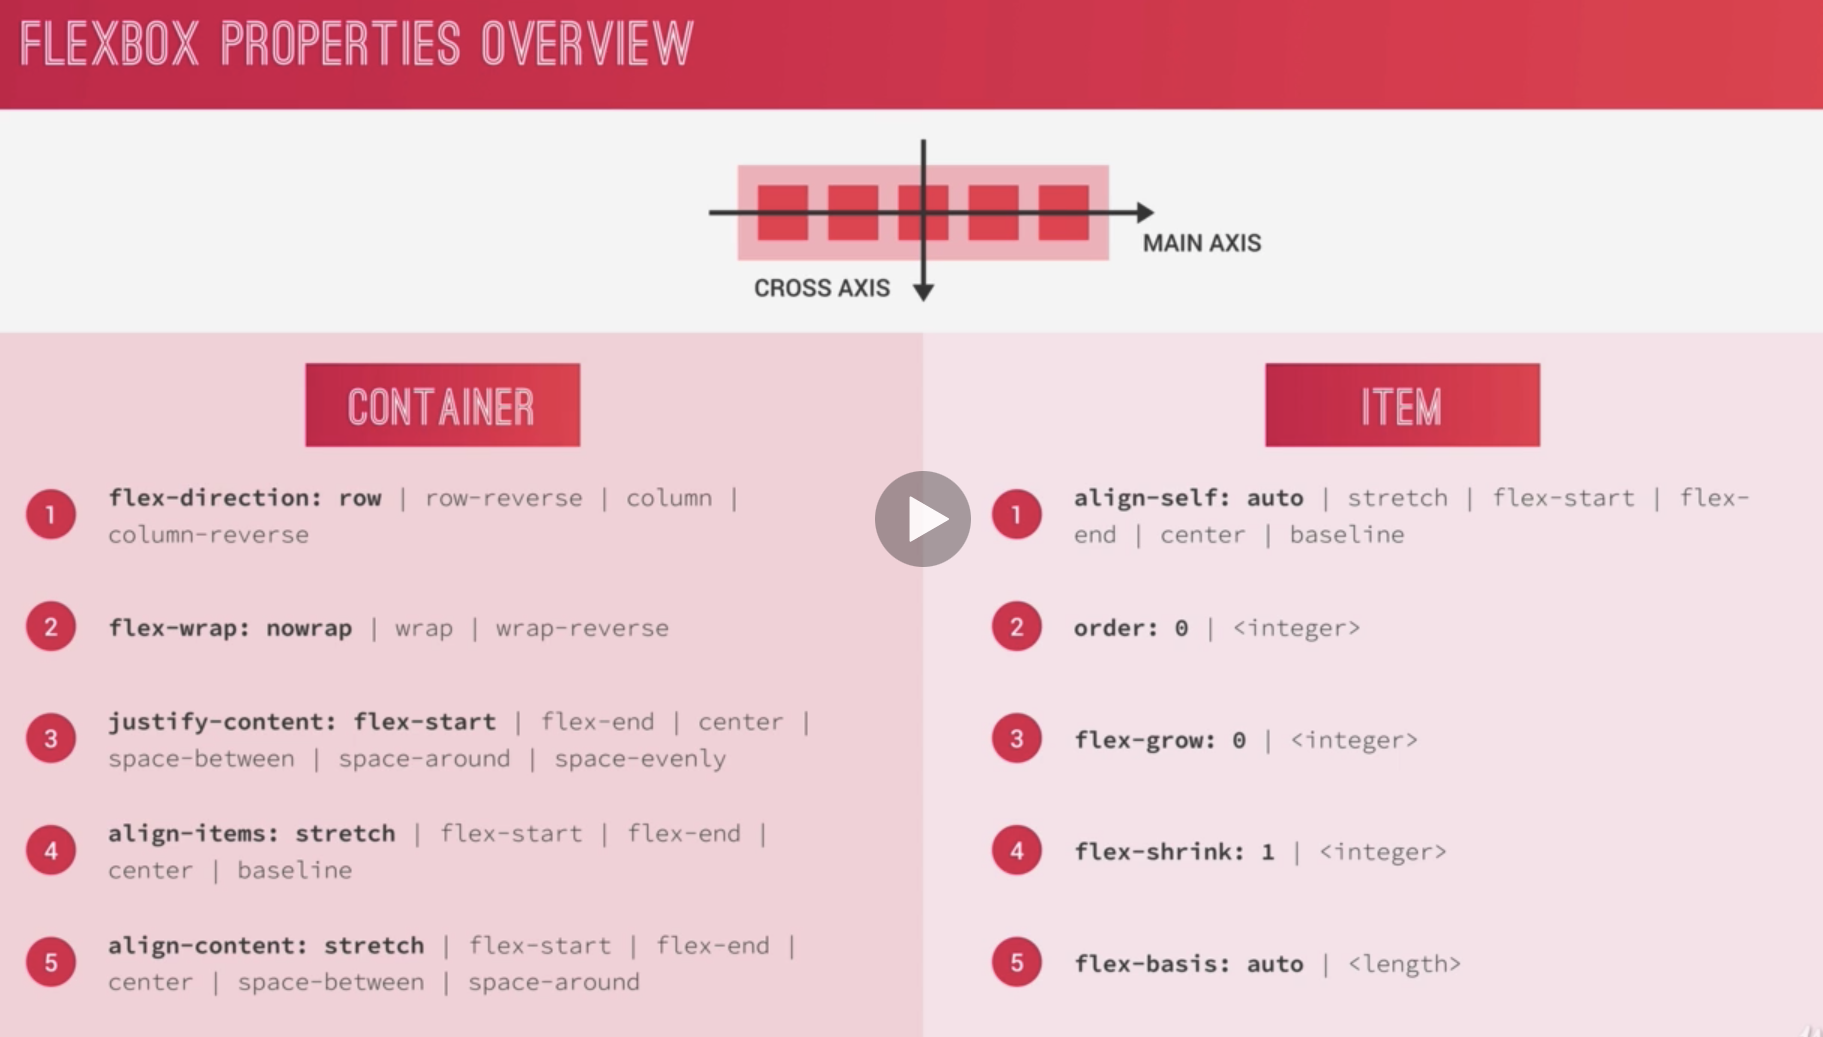 FLEXBOX PROPERTIES OVERVIEW
MAIN AXIS
CROSS AXIS
CONTAINER
1 flex-direction: row | row-reverse | column |
column-reverse
2 flex-wrap: nowrap | wrap | wrap-reverse
3 justify-content: flex-start | flex-end | center |
space-between | space-around | space-evenly
4 align-items: stretch | flex-start | flex-end |
center | baseline
5 align-content: stretch | flex-start | flex-end |
center | space-between | space-around
ITEM
1 align-self: auto | stretch | flex-start | flex-
end | center | baseline
2 order: 0 | <integer>
3 flex-grow: 0 | <integer>
4 flex-shrink: 1 | <integer>
5 flex-basis: auto | <length>